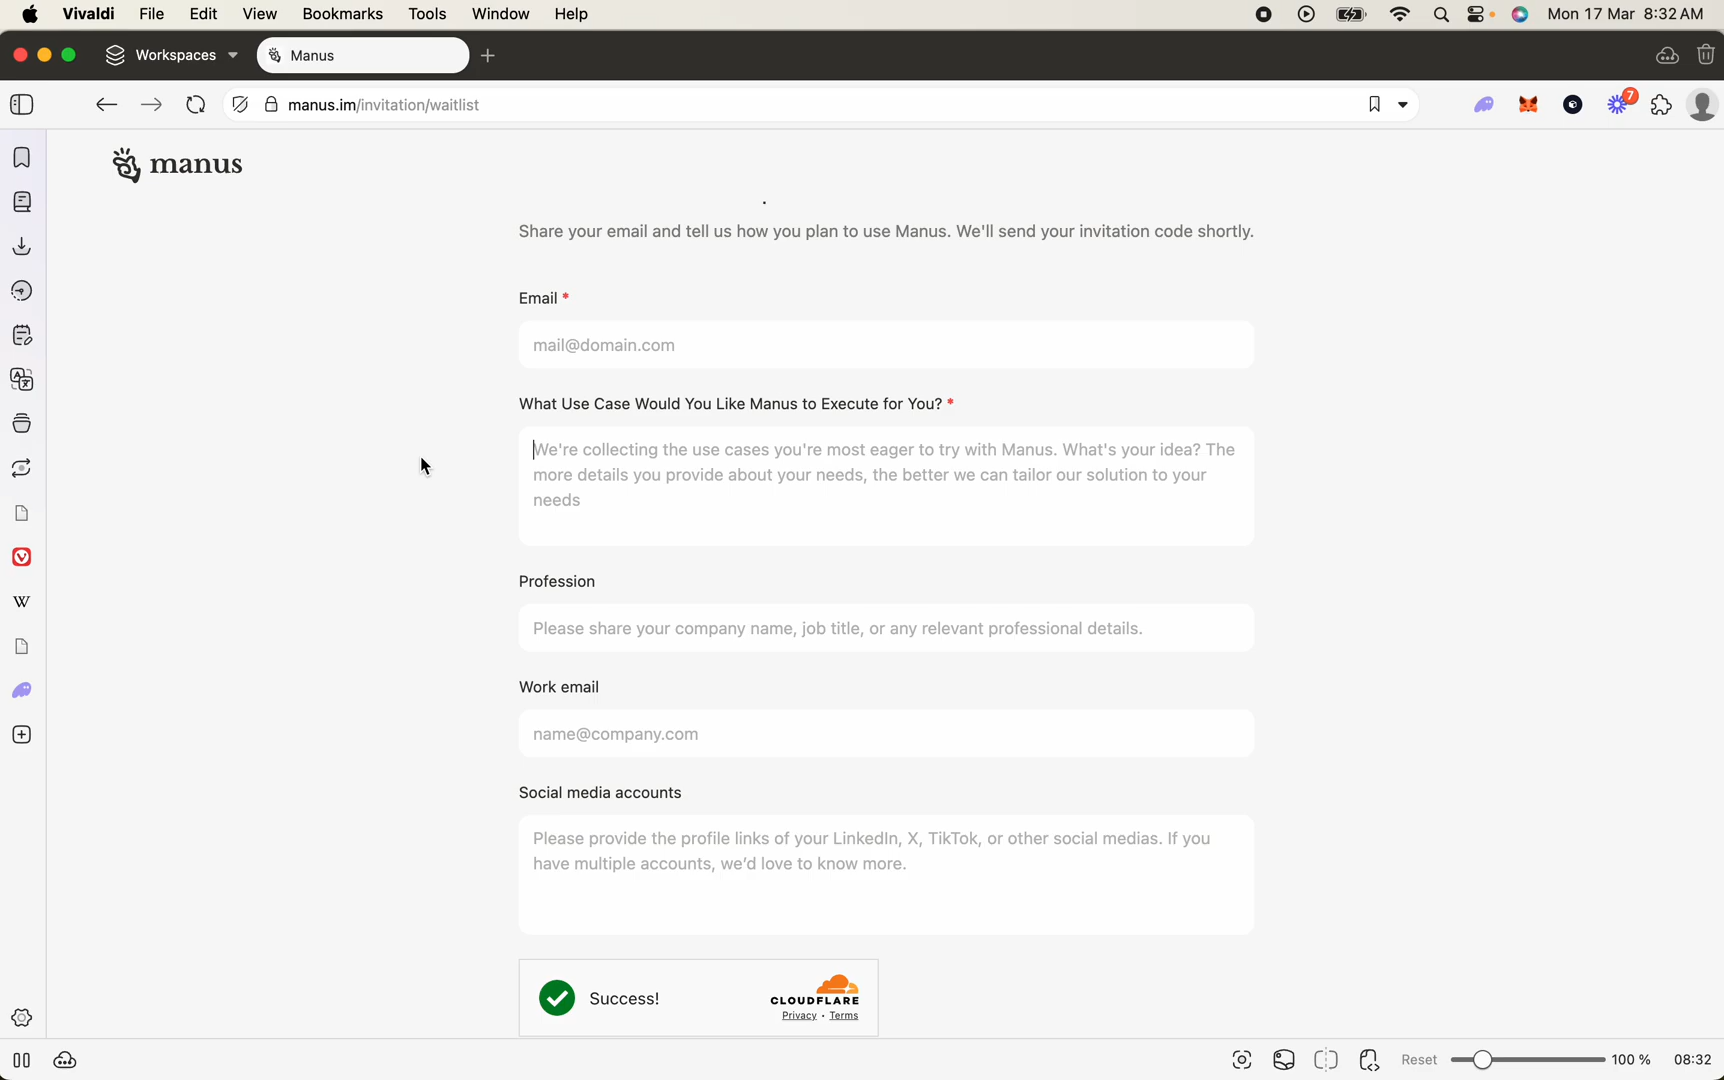 Vivaldi File Edit View Bookmarks Tools Window Help Mon 17 Mar 8:32 AM
Workspaces Manus
manus.im/invitation/waitlist 7
manus
Share your email and tell us how you plan to use Manus. We'll send your invitation code shortly.
Email *
mail@domain.com
What Use Case Would You Like Manus to Execute for You? *
We're collecting the use cases you're most eager to try with Manus. What's your idea? The
more details you provide about your needs, the better we can tailor our solution to your
needs
Profession
Please share your company name, job title, or any relevant professional details.
Work email
name@company.com
Social media accounts
Please provide the profile links of your LinkedIn, X, TikTok, or other social medias. If you
have multiple accounts, we'd love to know more.
Success!
CLOUDFLARE
Privacy • Terms
W
Reset 100 % 08:32